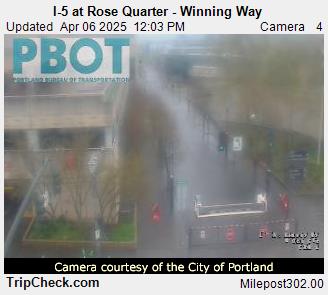 I-5 at Rose Quarter - Winning Way
Updated Apr 06 2025 12:03 PM Camera 4
PBOT
PORTLAND BUREAU OF TRANSPORTATION
Camera courtesy of the City of Portland
TripCheck.com Milepost302.00